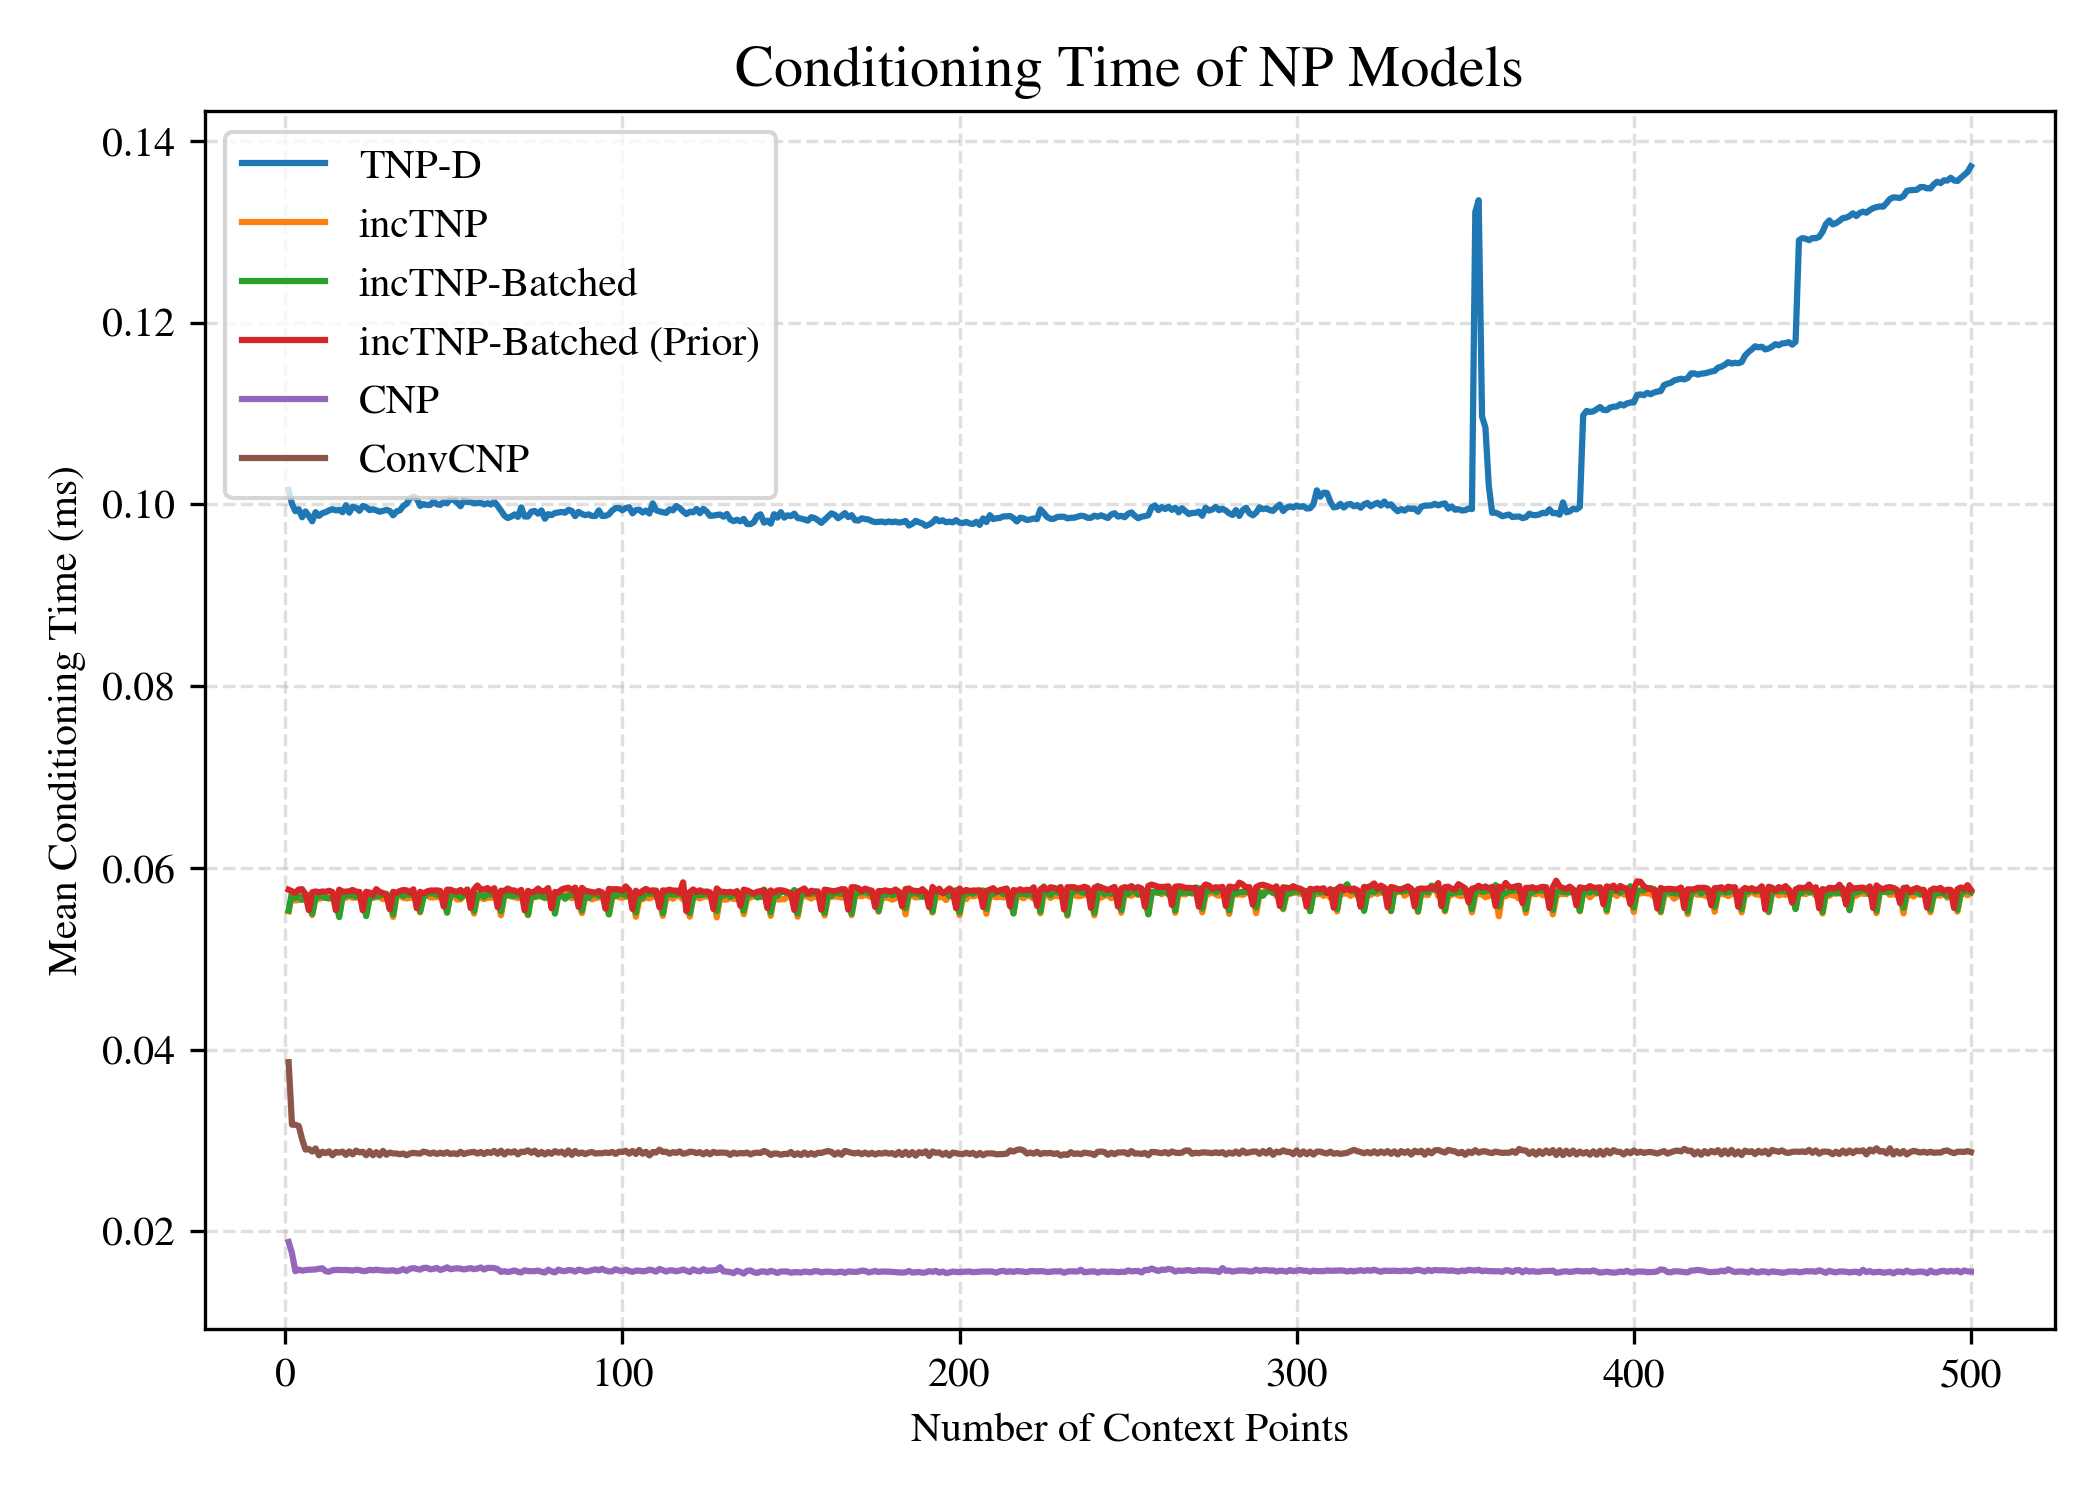 Conditioning Time of NP Models
Mean Conditioning Time (ms)
0.14
0.12
0.10
0.08
0.06
0.04
0.02
TNP-D
incTNP
incTNP-Batched
incTNP-Batched (Prior)
CNP
ConvCNP
0 100 200 300 400 500
Number of Context Points